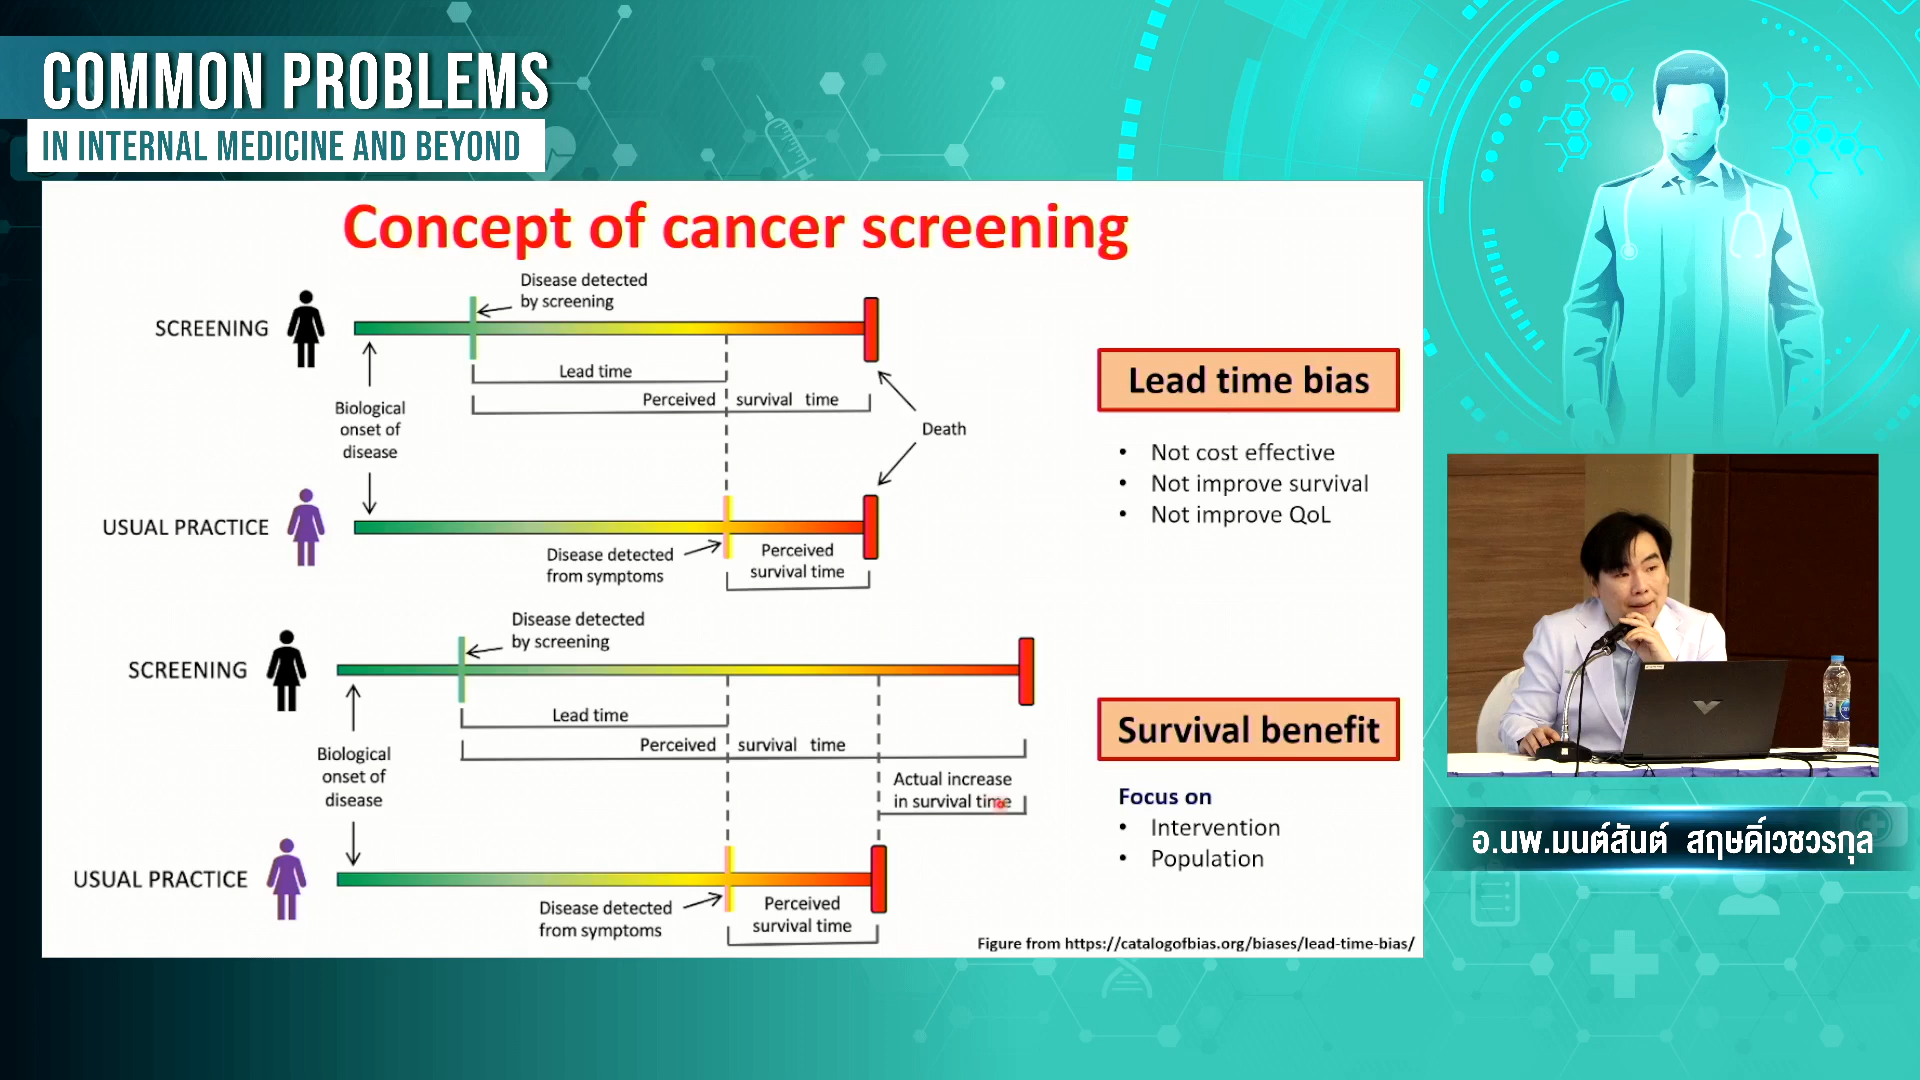 COMMON PROBLEMS
IN INTERNAL MEDICINE AND BEYOND
Concept of cancer screening
Disease detected
by screening
SCREENING
Lead time
Perceived survival time
Biological
onset of
disease
Death
USUAL PRACTICE
Disease detected
from symptoms
Perceived
survival time
Lead time bias
• Not cost effective
• Not improve survival
• Not improve QoL
Disease detected
by screening
SCREENING
Lead time
Perceived survival time
Biological
onset of
disease
Actual increase
in survival time
USUAL PRACTICE
Disease detected
from symptoms
Perceived
survival time
Survival benefit
Focus on
• Intervention
• Population
Figure from https://catalogofbias.org/biases/lead-time-bias/
อ.นพ.มนต์สันต์ สฤษดิ์เวชวรกุล